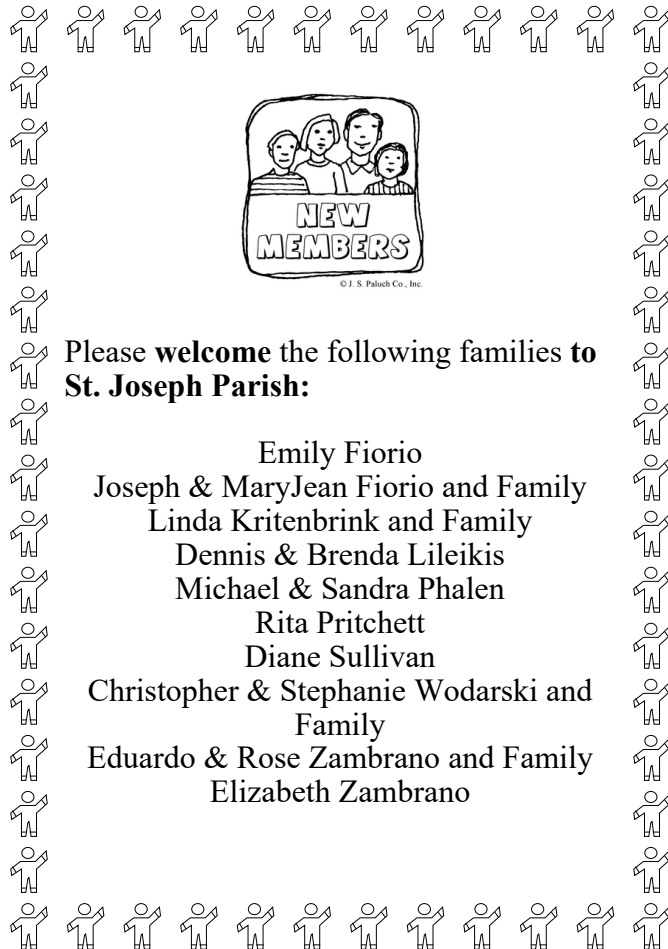 NEW
MEMBERS
© J. S. Paluch Co., Inc.
Please welcome the following families to
St. Joseph Parish:
Emily Fiorio
Joseph & MaryJean Fiorio and Family
Linda Kritenbrink and Family
Dennis & Brenda Lileikis
Michael & Sandra Phalen
Rita Pritchett
Diane Sullivan
Christopher & Stephanie Wodarski and
Family
Eduardo & Rose Zambrano and Family
Elizabeth Zambrano